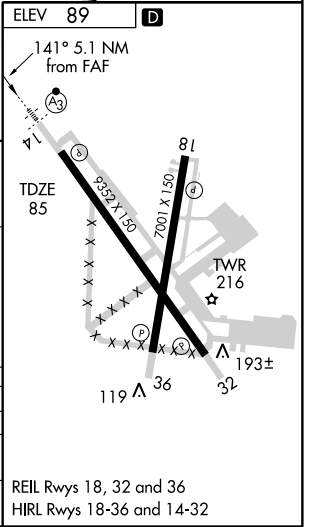 ELEV 89 D
141° 5.1 NM
from FAF
A3
14
18
P
P
TDZE
85
9352 X 150
7001 X 150
TWR
216
P
P
193±
119
36
32
REIL Rwys 18, 32 and 36
HIRL Rwys 18-36 and 14-32